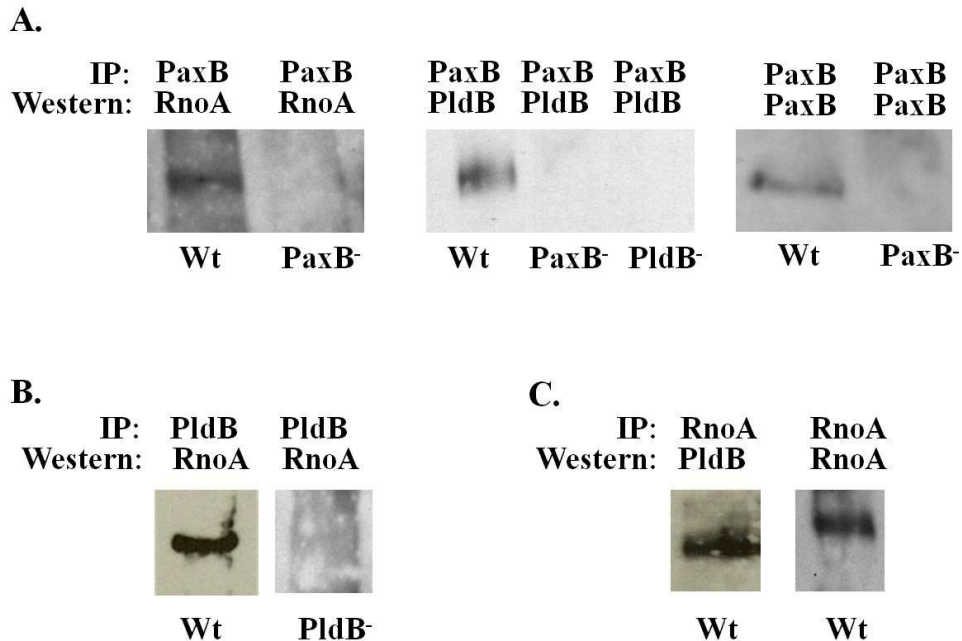 A.
IP: PaxB PaxB PaxB PaxB PaxB PaxB PaxB
Western: RnoA RnoA PldB PldB PldB PaxB PaxB
Wt PaxB- Wt PaxB- PldB- Wt PaxB-
B.
IP: PldB PldB
Western: RnoA RnoA
Wt PldB-
C.
IP: RnoA RnoA
Western: PldB RnoA
Wt Wt